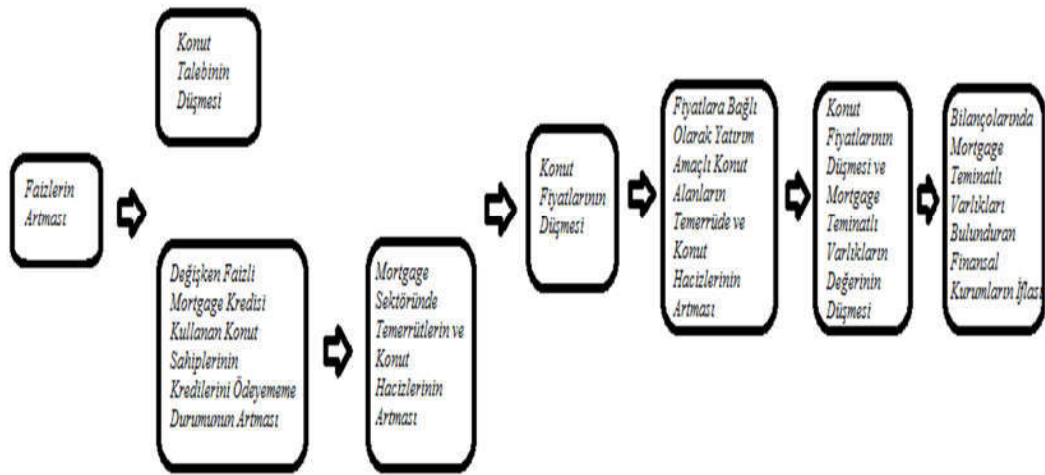 Faizlerin
Artması
Konut
Talebinin
Düşmesi
Değişken Faizli
Mortgage Kredisi
Kullanan Konut
Sahiplerinin
Kredilerini Ödeyememe
Durumunun Artması
Mortgage
Sektöründe
Temerrütlerin ve
Konut
Hacizlerinin
Artması
Konut
Fiyatlarının
Düşmesi
Fiyatlara Bağlı
Olarak Yatırım
Amaçlı Konut
Alanların
Temerrüde ve
Konut
Hacizlerinin
Artması
Konut
Fiyatlarının
Düşmesi ve
Mortgage
Teminatlı
Varlıkların
Değerinin
Düşmesi
Bilançolarında
Mortgage
Teminatlı
Varlıkları
Bulunduran
Finansal
Kurumların İflası